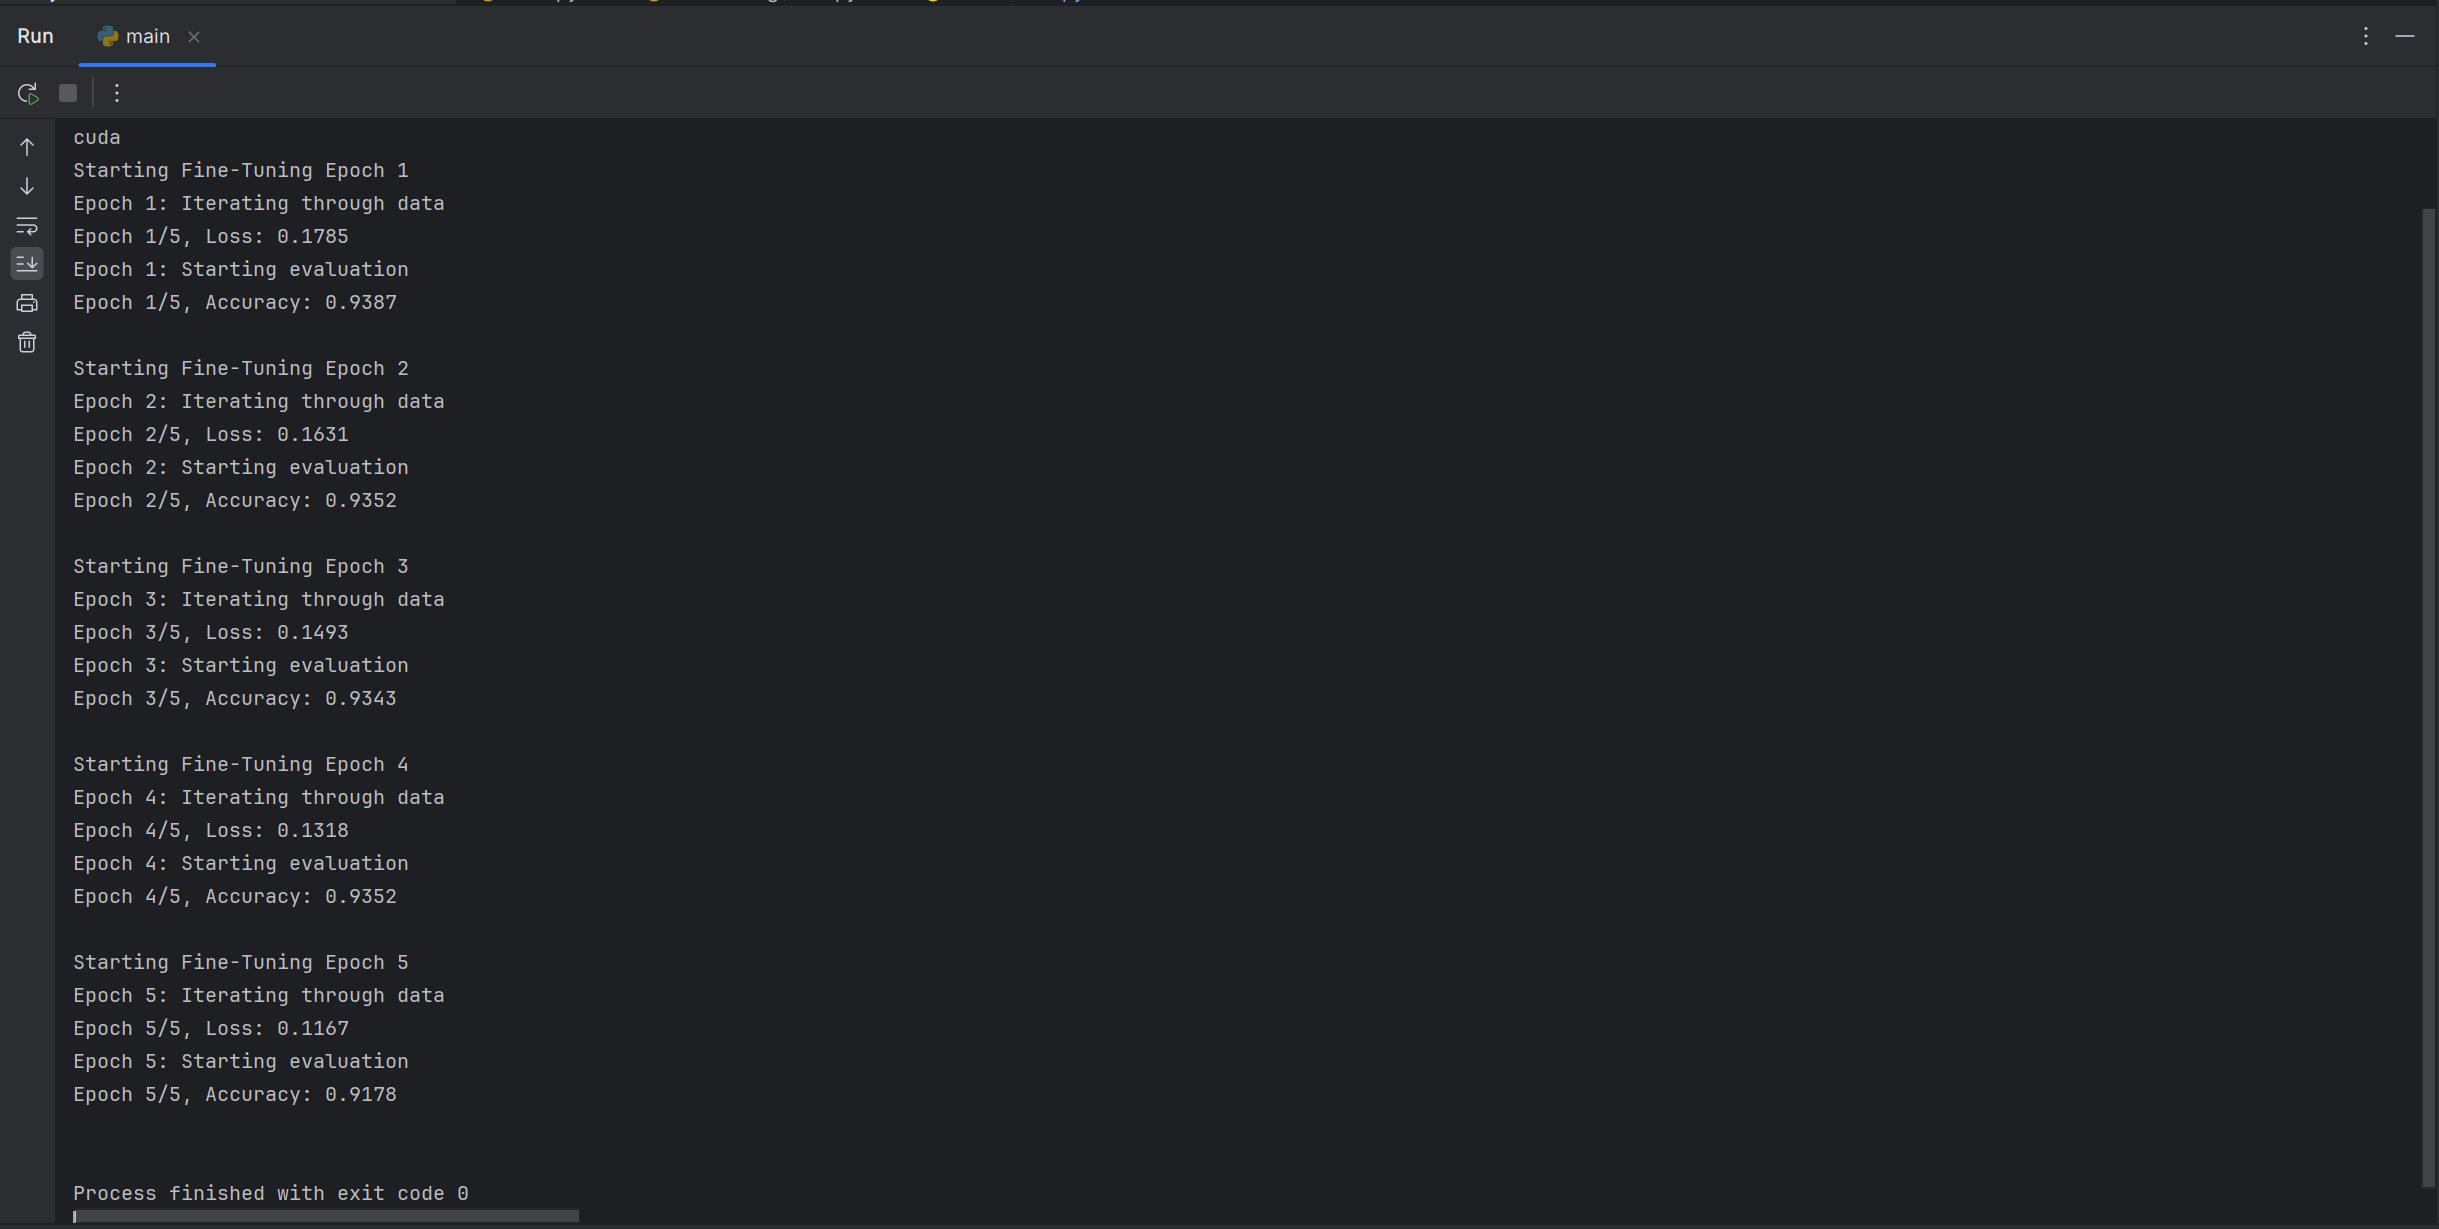 Run
main
cuda
Starting Fine-Tuning Epoch 1
Epoch 1: Iterating through data
Epoch 1/5, Loss: 0.1785
Epoch 1: Starting evaluation
Epoch 1/5, Accuracy: 0.9387
Starting Fine-Tuning Epoch 2
Epoch 2: Iterating through data
Epoch 2/5, Loss: 0.1631
Epoch 2: Starting evaluation
Epoch 2/5, Accuracy: 0.9352
Starting Fine-Tuning Epoch 3
Epoch 3: Iterating through data
Epoch 3/5, Loss: 0.1493
Epoch 3: Starting evaluation
Epoch 3/5, Accuracy: 0.9343
Starting Fine-Tuning Epoch 4
Epoch 4: Iterating through data
Epoch 4/5, Loss: 0.1318
Epoch 4: Starting evaluation
Epoch 4/5, Accuracy: 0.9352
Starting Fine-Tuning Epoch 5
Epoch 5: Iterating through data
Epoch 5/5, Loss: 0.1167
Epoch 5: Starting evaluation
Epoch 5/5, Accuracy: 0.9178
Process finished with exit code 0